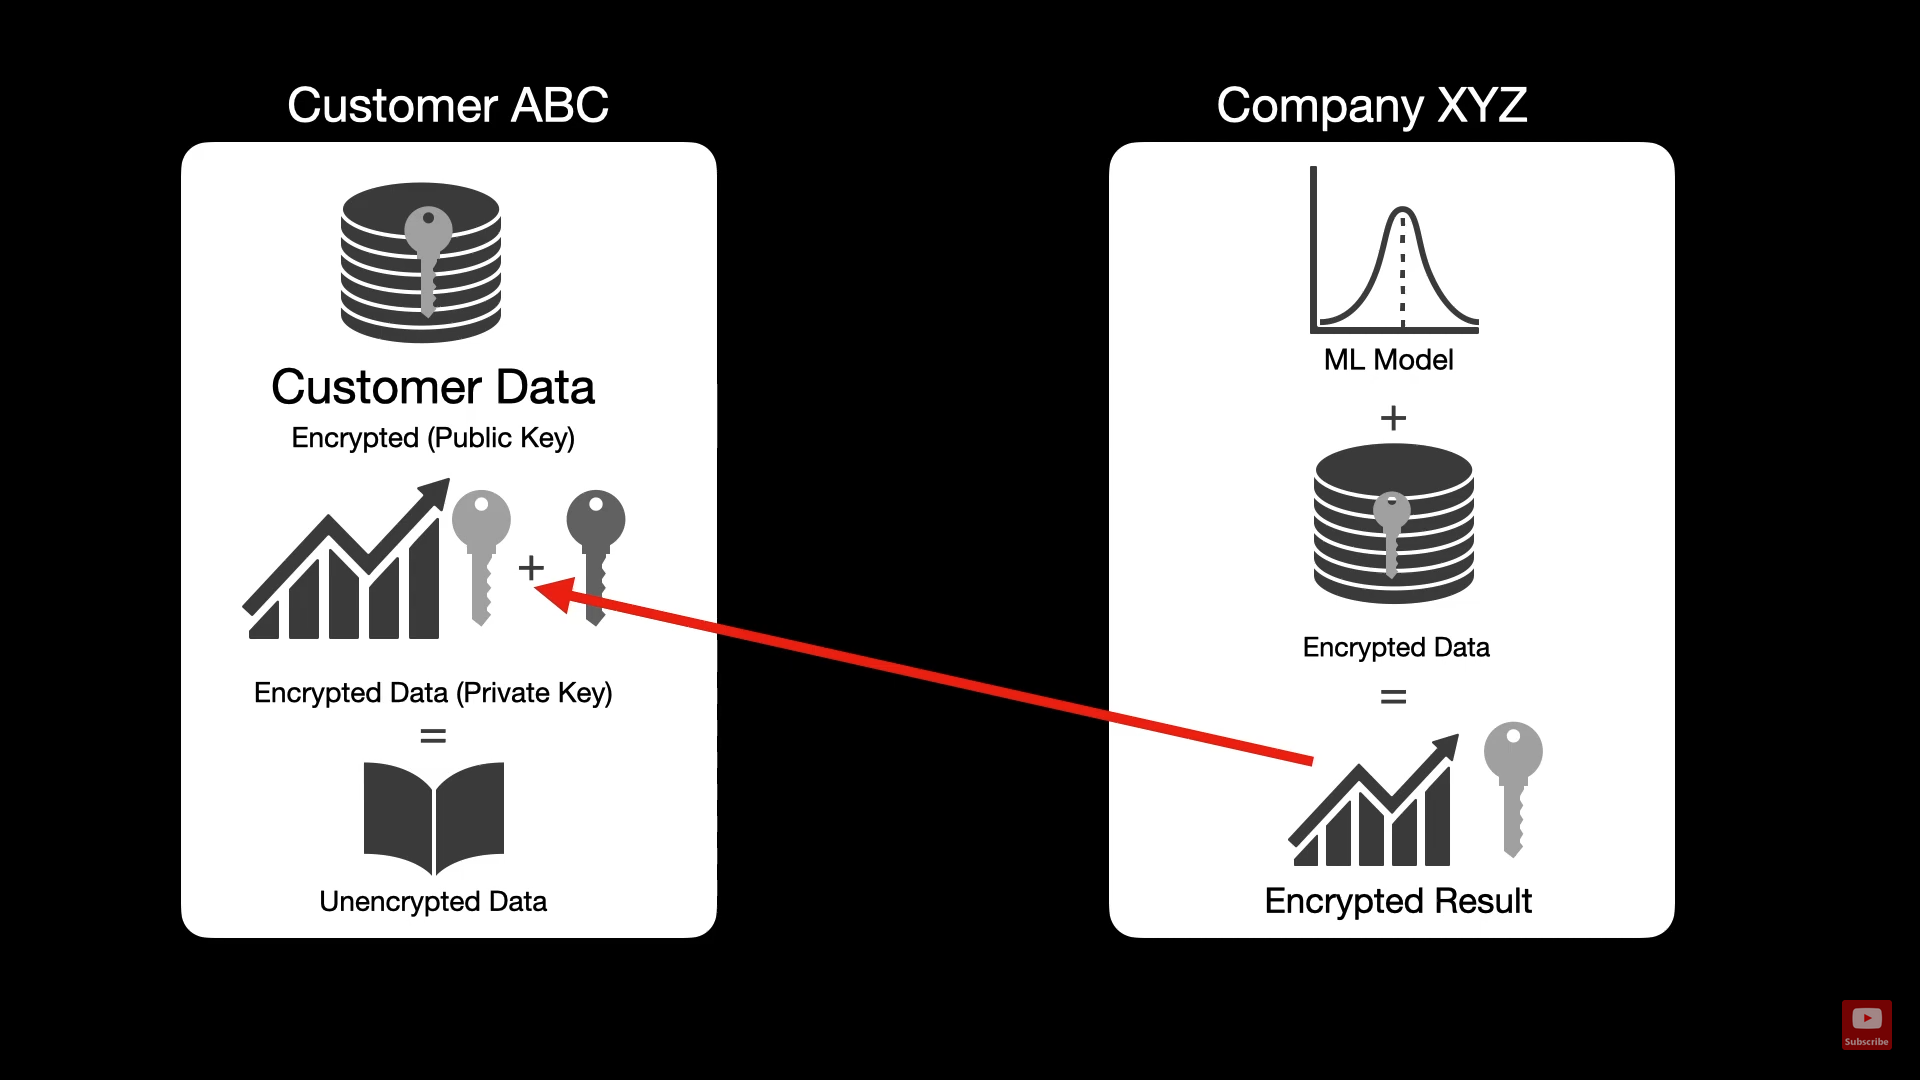 Customer ABC
Customer Data
Encrypted (Public Key)
+
Encrypted Data (Private Key)
=
Unencrypted Data
Company XYZ
ML Model
+
Encrypted Data
=
Encrypted Result
Subscribe